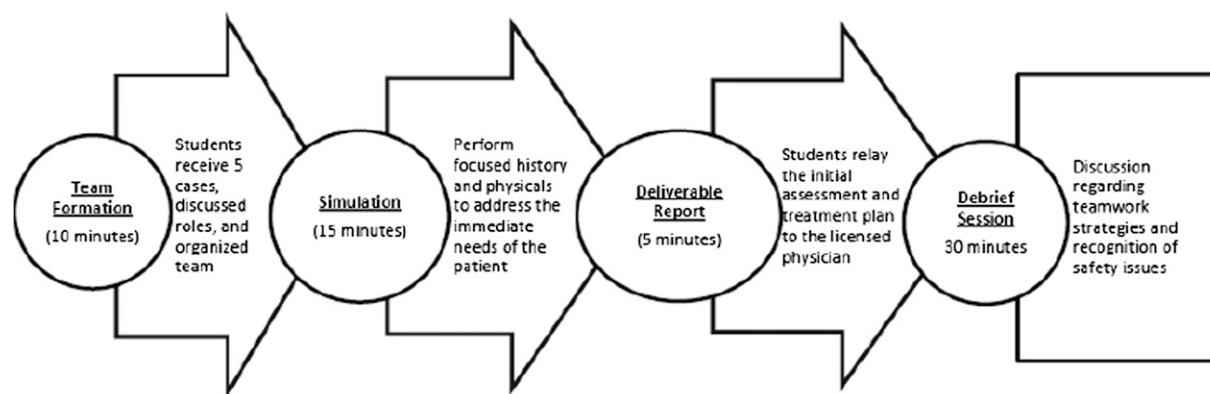 Team
Formation
(10 minutes)
Students
receive 5
cases,
discussed
roles, and
organized
team
Simulation
(15 minutes)
Perform
focused history
and physicals
to address the
immediate
needs of the
patient
Deliverable
Report
(5 minutes)
Students relay
the initial
assessment and
treatment plan
to the licensed
physician
Debrief
Session
30 minutes
Discussion
regarding
teamwork
strategies and
recognition of
safety issues